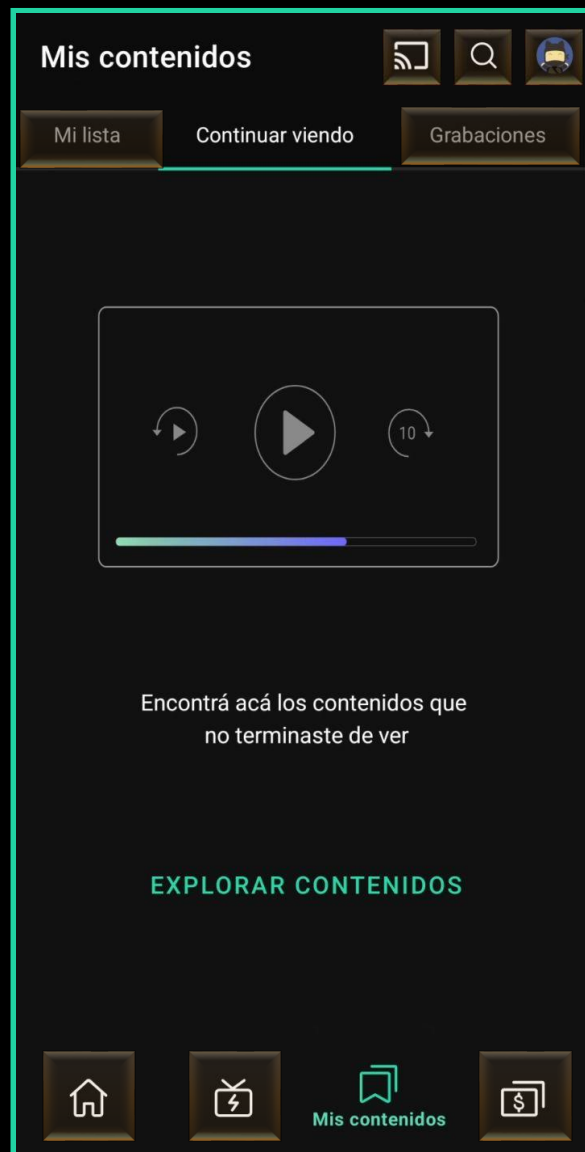 Mis contenidos
Mi lista
Continuar viendo
Grabaciones
10
Encontrá acá los contenidos que
no terminaste de ver
EXPLORAR CONTENIDOS
$
Mis contenidos